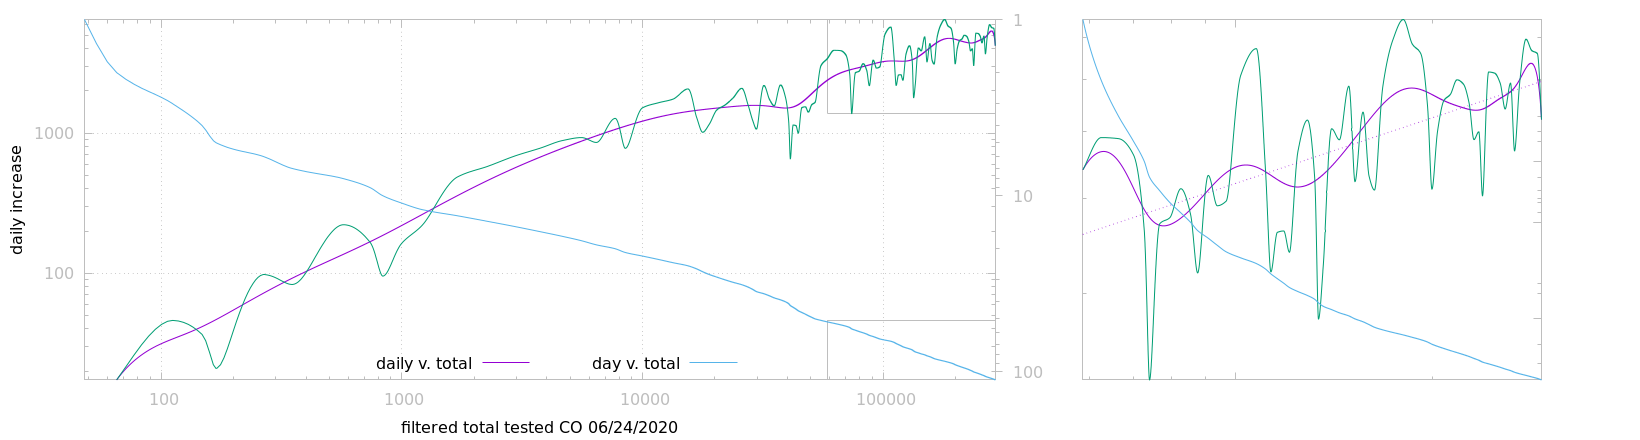 1
1000
daily increase
10
100
daily v. total
day v. total
100
100
1000
10000
100000
filtered total tested CO 06/24/2020